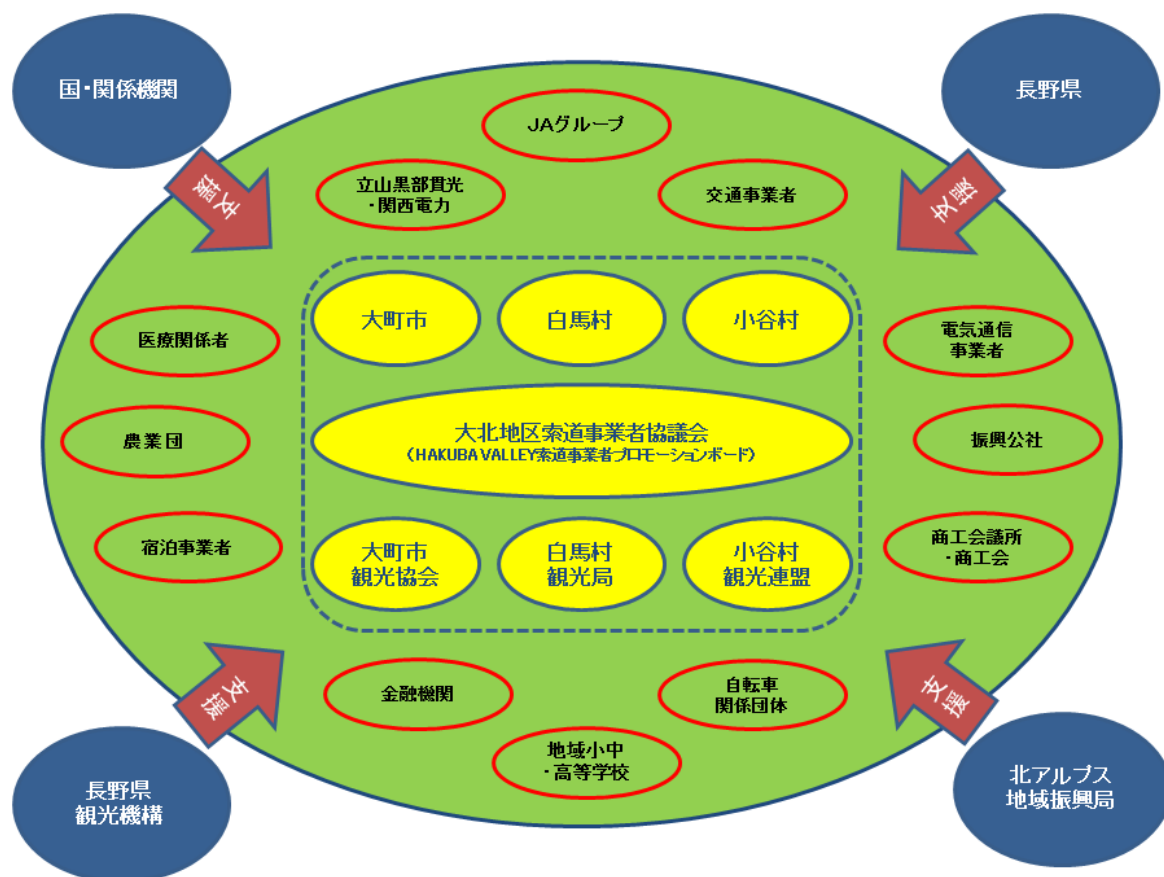 国・関係機関
長野県
JAグループ
支援
支援
立山黒部貫光
・関西電力
交通事業者
大町市
白馬村
小谷村
医療関係者
電気通信
事業者
大北地区索道事業者協議会
（HAKUBA VALLEY索道事業者プロモーションボード）
農業団
振興公社
宿泊事業者
商工会議所
・商工会
大町市
観光協会
白馬村
観光局
小谷村
観光連盟
支援
支援
金融機関
自転車
関係団体
地域小中
・高等学校
長野県
観光機構
北アルプス
地域振興局